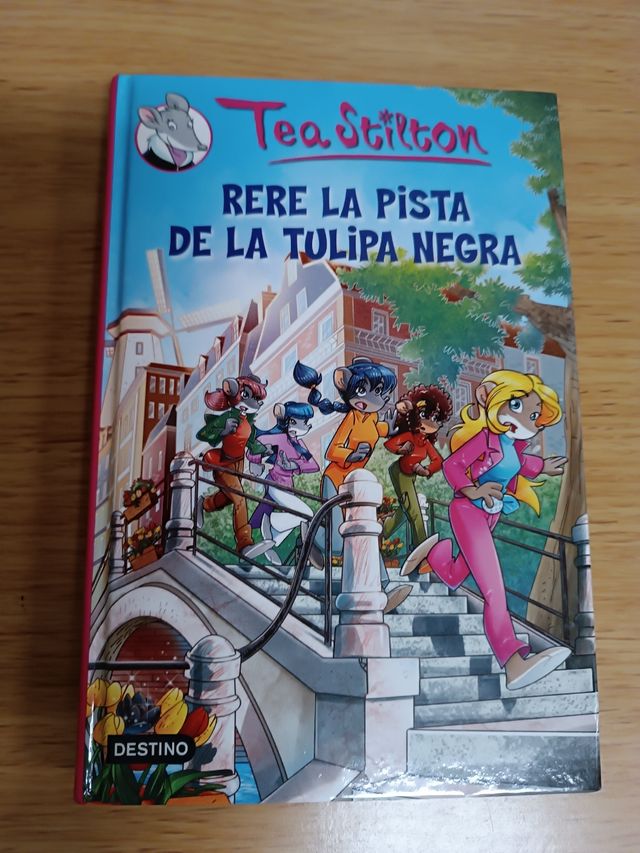 Tea Stilton
RERE LA PISTA
DE LA TULIPA NEGRA
DESTINO